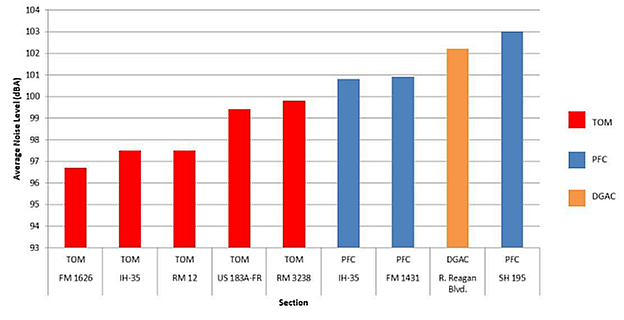 104
103
102
101
100
99
98
97
96
95
94
93
Average Noise Level (dBA)
TOM TOM TOM TOM TOM PFC PFC DGAC PFC
FM 1626 IH-35 RM 12 US 183A-FR RM 3238 IH-35 FM 1431 R. Reagan SH 195
Blvd.
Section
TOM
PFC
DGAC